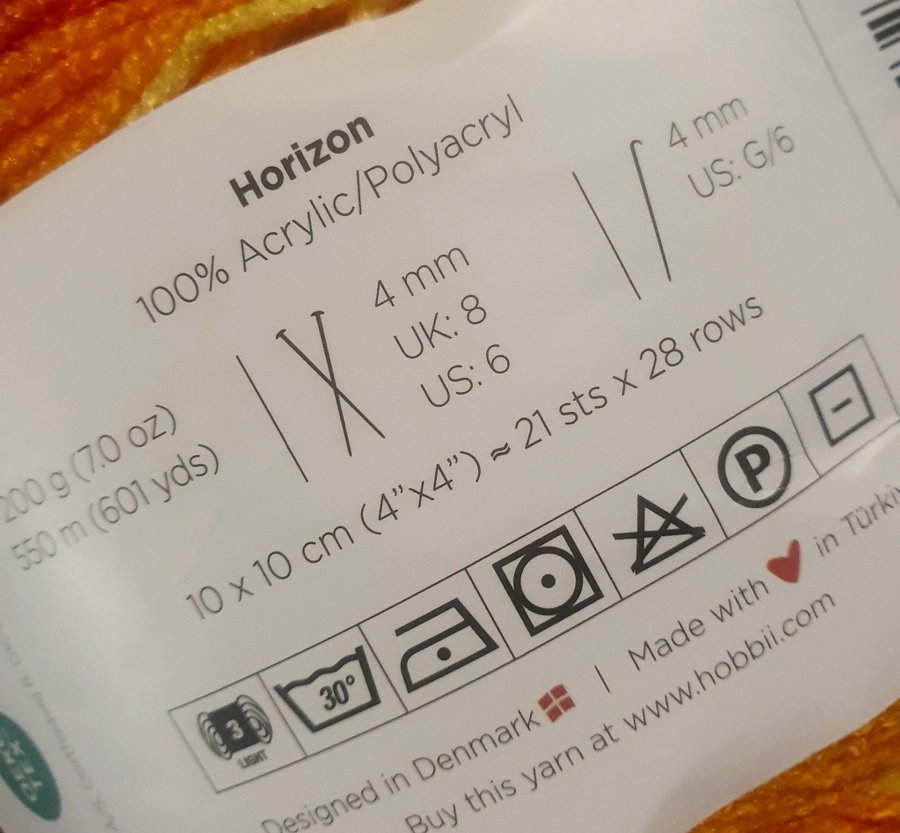 Horizon
100% Acrylic/Polyacryl
4 mm
UK: 8
US: 6
4 mm
US: G/6
200 g (7.0 oz)
550 m (601 yds)
10 x 10 cm (4”x4”) ≈ 21 sts x 28 rows
3
LIGHT
30°
P
Designed in Denmark | Made with in Türki
Buy this yarn at www.hobbii.com